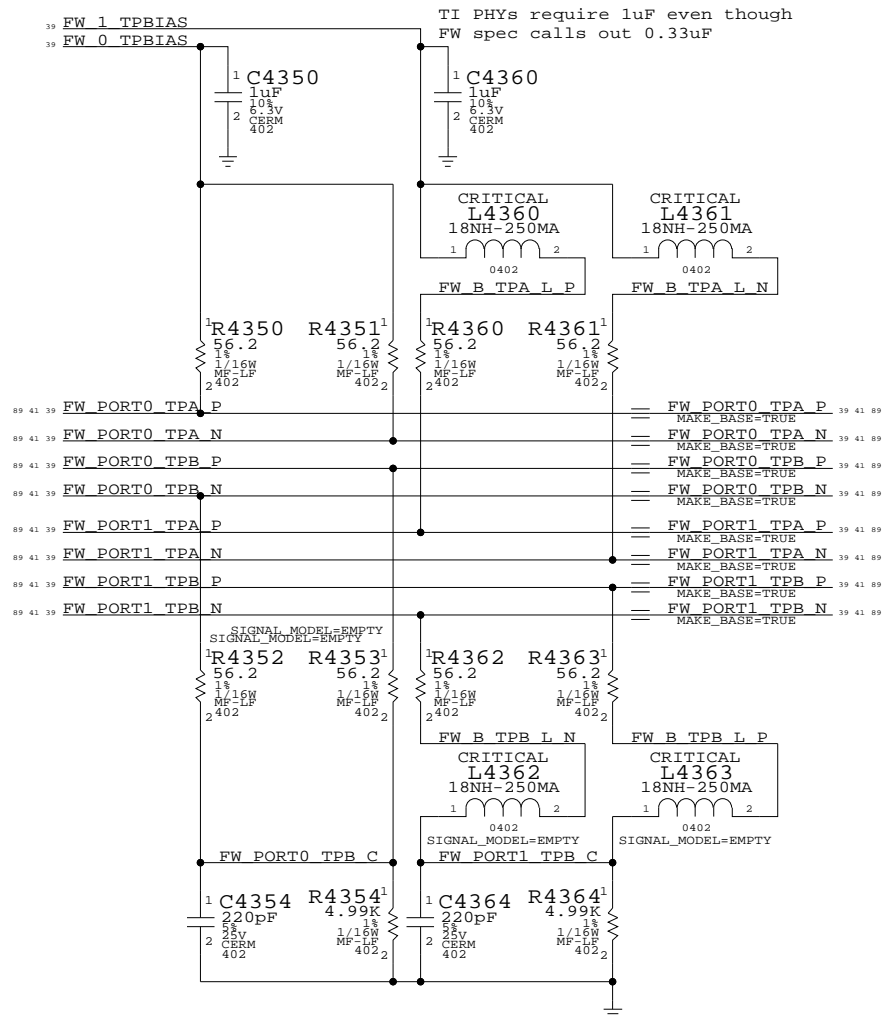 TI PHYs require 1uF even though
FW spec calls out 0.33uF
39 FW_1_TPBIAS
39 FW_0_TPBIAS
1 C4350
1uF
10%
6.3V
2 CERM
402
1 C4360
1uF
10%
6.3V
2 CERM
402
CRITICAL
L4360
18NH-250MA
1 2
0402
FW_B_TPA_L_P
CRITICAL
L4361
18NH-250MA
1 2
0402
FW_B_TPA_L_N
1 R4350
56.2
1%
1/16W
MF-LF
2 402
R4351 1
56.2
1%
1/16W
MF-LF
402 2
1 R4360
56.2
1%
1/16W
MF-LF
2 402
R4361 1
56.2
1%
1/16W
MF-LF
402 2
89 41 39 FW_PORT0_TPA_P FW_PORT0_TPA_P 39 41 89
MAKE_BASE=TRUE
89 41 39 FW_PORT0_TPA_N FW_PORT0_TPA_N 39 41 89
MAKE_BASE=TRUE
89 41 39 FW_PORT0_TPB_P FW_PORT0_TPB_P 39 41 89
MAKE_BASE=TRUE
89 41 39 FW_PORT0_TPB_N FW_PORT0_TPB_N 39 41 89
MAKE_BASE=TRUE
89 41 39 FW_PORT1_TPA_P FW_PORT1_TPA_P 39 41 89
MAKE_BASE=TRUE
89 41 39 FW_PORT1_TPA_N FW_PORT1_TPA_N 39 41 89
MAKE_BASE=TRUE
89 41 39 FW_PORT1_TPB_P FW_PORT1_TPB_P 39 41 89
MAKE_BASE=TRUE
89 41 39 FW_PORT1_TPB_N FW_PORT1_TPB_N 39 41 89
MAKE_BASE=TRUE
SIGNAL_MODEL=EMPTY
SIGNAL_MODEL=EMPTY
1 R4352
56.2
1%
1/16W
MF-LF
2 402
R4353 1
56.2
1%
1/16W
MF-LF
402 2
1 R4362
56.2
1%
1/16W
MF-LF
2 402
R4363 1
56.2
1%
1/16W
MF-LF
402 2
FW_B_TPB_L_N
CRITICAL
L4362
18NH-250MA
1 2
0402
SIGNAL_MODEL=EMPTY
FW_B_TPB_L_P
CRITICAL
L4363
18NH-250MA
1 2
0402
SIGNAL_MODEL=EMPTY
FW_PORT0_TPB_C
FW_PORT1_TPB_C
1 C4354
220pF
5%
25V
2 CERM
402
R4354 1
4.99K
1%
1/16W
MF-LF
402 2
1 C4364
220pF
5%
25V
2 CERM
402
R4364 1
4.99K
1%
1/16W
MF-LF
402 2